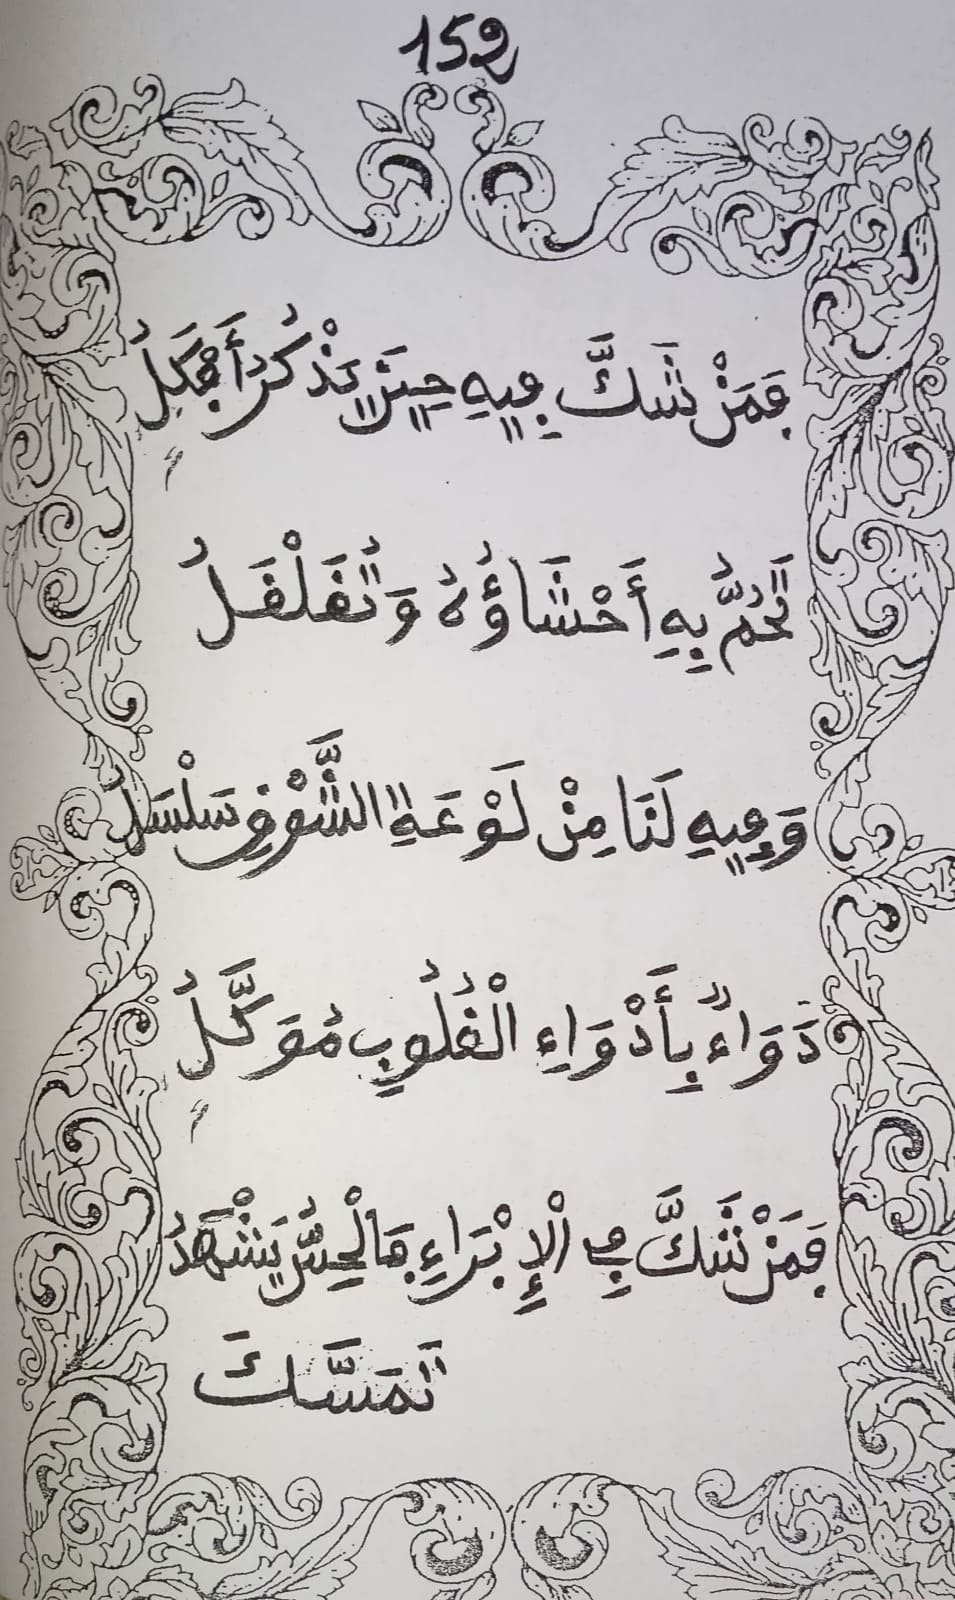 152
فَمَنْ شَكَّ فِيهِ حِينَ يُذْكَرُ أَجْمَلُ
تُحَمُّ بِهِ أَحْشَاؤُهُ وَتُقَلْقَلُ
وَفِيهِ لَنَا مِنْ لَوْعَةِ الشَّوْقِ سَلْسَلُ
دَوَاءٌ بِأَدْوَاءِ الْقُلُوبِ مُوَكَّلُ
فَمَنْ شَكَّ فِي الْإِبْرَاءِ فَالْحِسُّ يَشْهَدُ
تَمَسَّكَ